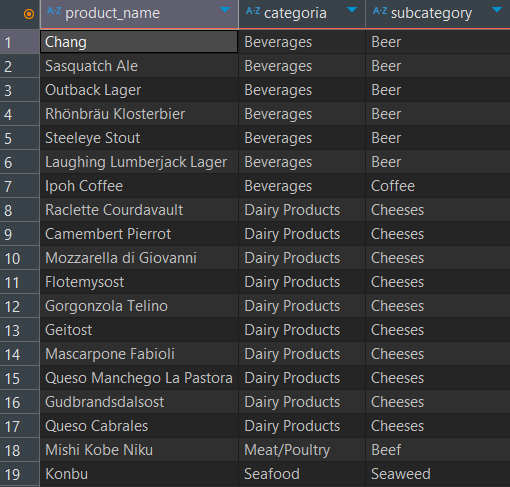 A-Z product_name A-Z categoria A-Z subcategory
1 Chang Beverages Beer
2 Sasquatch Ale Beverages Beer
3 Outback Lager Beverages Beer
4 Rhönbräu Klosterbier Beverages Beer
5 Steeleye Stout Beverages Beer
6 Laughing Lumberjack Lager Beverages Beer
7 Ipoh Coffee Beverages Coffee
8 Raclette Courdavault Dairy Products Cheeses
9 Camembert Pierrot Dairy Products Cheeses
10 Mozzarella di Giovanni Dairy Products Cheeses
11 Flotemysost Dairy Products Cheeses
12 Gorgonzola Telino Dairy Products Cheeses
13 Geitost Dairy Products Cheeses
14 Mascarpone Fabioli Dairy Products Cheeses
15 Queso Manchego La Pastora Dairy Products Cheeses
16 Gudbrandsdalsost Dairy Products Cheeses
17 Queso Cabrales Dairy Products Cheeses
18 Mishi Kobe Niku Meat/Poultry Beef
19 Konbu Seafood Seaweed